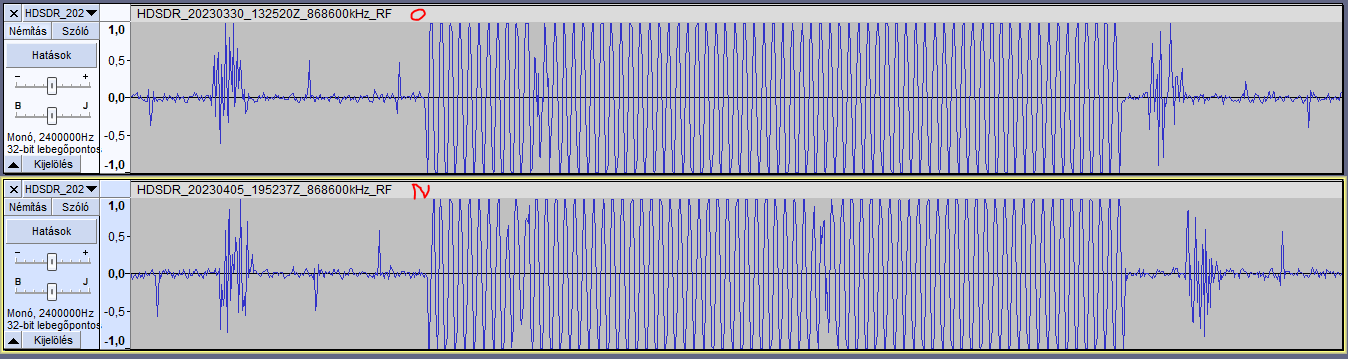 × HDSDR_202 HDSDR_20230330_132520Z_868600kHz_RF O
Némítás Szóló
Hatások
- +
B J
Monó, 2400000Hz
32-bit lebegőpontos
Kijelölés
1,0
0,5-
0,0-
-0,5-
-1,0
× HDSDR_202 HDSDR_20230405_195237Z_868600kHz_RF N
Némítás Szóló
Hatások
- +
B J
Monó, 2400000Hz
32-bit lebegőpontos
Kijelölés
1,0
0,5-
0,0-
-0,5-
-1,0